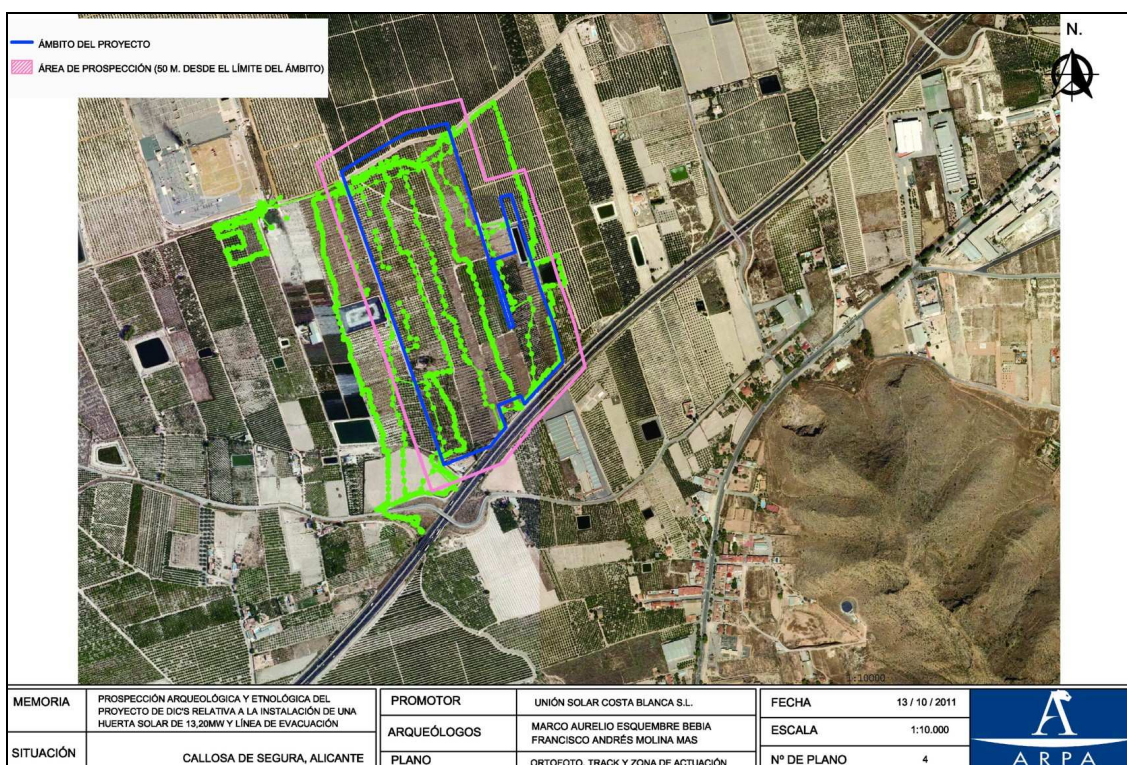 ÁMBITO DEL PROYECTO
ÁREA DE PROSPECCIÓN (50 M. DESDE EL LÍMITE DEL ÁMBITO)
N.
1:10000
MEMORIA
PROSPECCIÓN ARQUEOLÓGICA Y ETNOLÓGICA DEL
PROYECTO DE DIC'S RELATIVA A LA INSTALACIÓN DE UNA
HUERTA SOLAR DE 13,20MW Y LÍNEA DE EVACUACIÓN
SITUACIÓN
CALLOSA DE SEGURA, ALICANTE
PROMOTOR
UNIÓN SOLAR COSTA BLANCA S.L.
ARQUEÓLOGOS
MARCO AURELIO ESQUEMBRE BEBIA
FRANCISCO ANDRÉS MOLINA MAS
PLANO
ORTOFOTO, TRACK Y ZONA DE ACTUACIÓN
FECHA
13 / 10 / 2011
ESCALA
1:10.000
Nº DE PLANO
4
ARPA